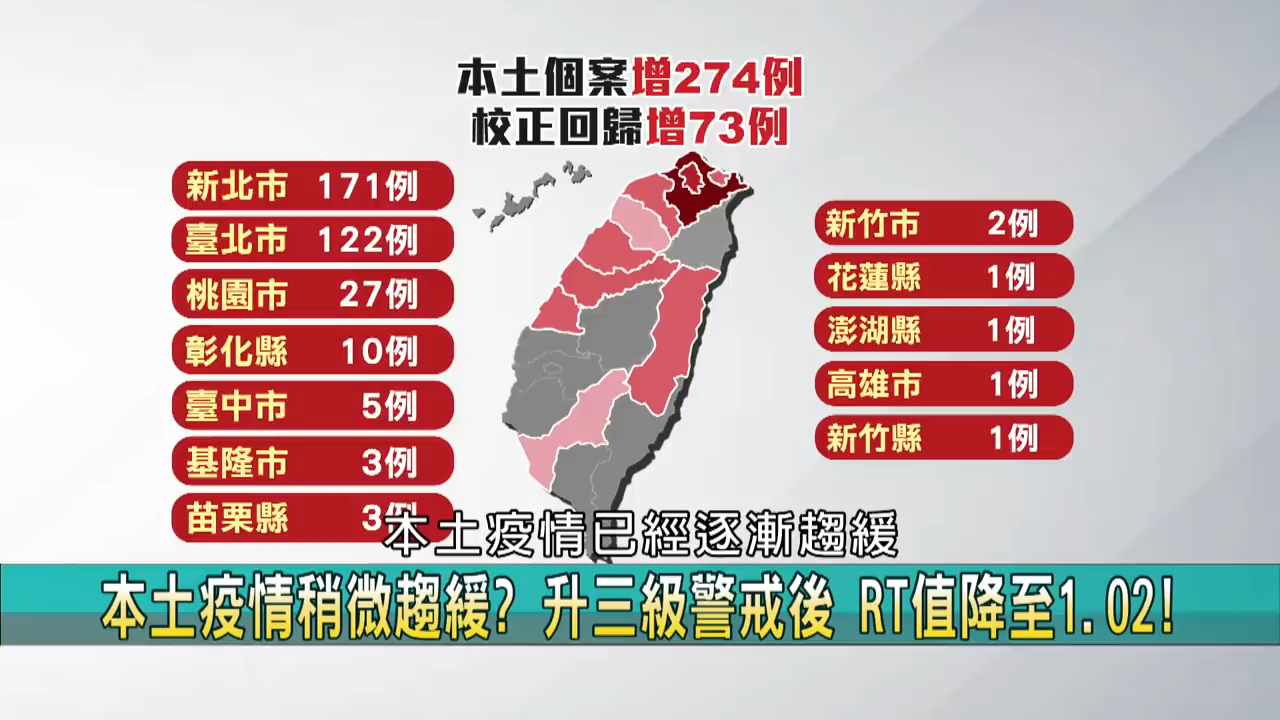 本土個案增274例
校正回歸增73例
新北市 171例
臺北市 122例
桃園市 27例
彰化縣 10例
臺中市 5例
基隆市 3例
苗栗縣 3例
新竹市 2例
花蓮縣 1例
澎湖縣 1例
高雄市 1例
新竹縣 1例
本土疫情已經逐漸趨緩
本土疫情稍微趨緩? 升三級警戒後 RT值降至1.02!